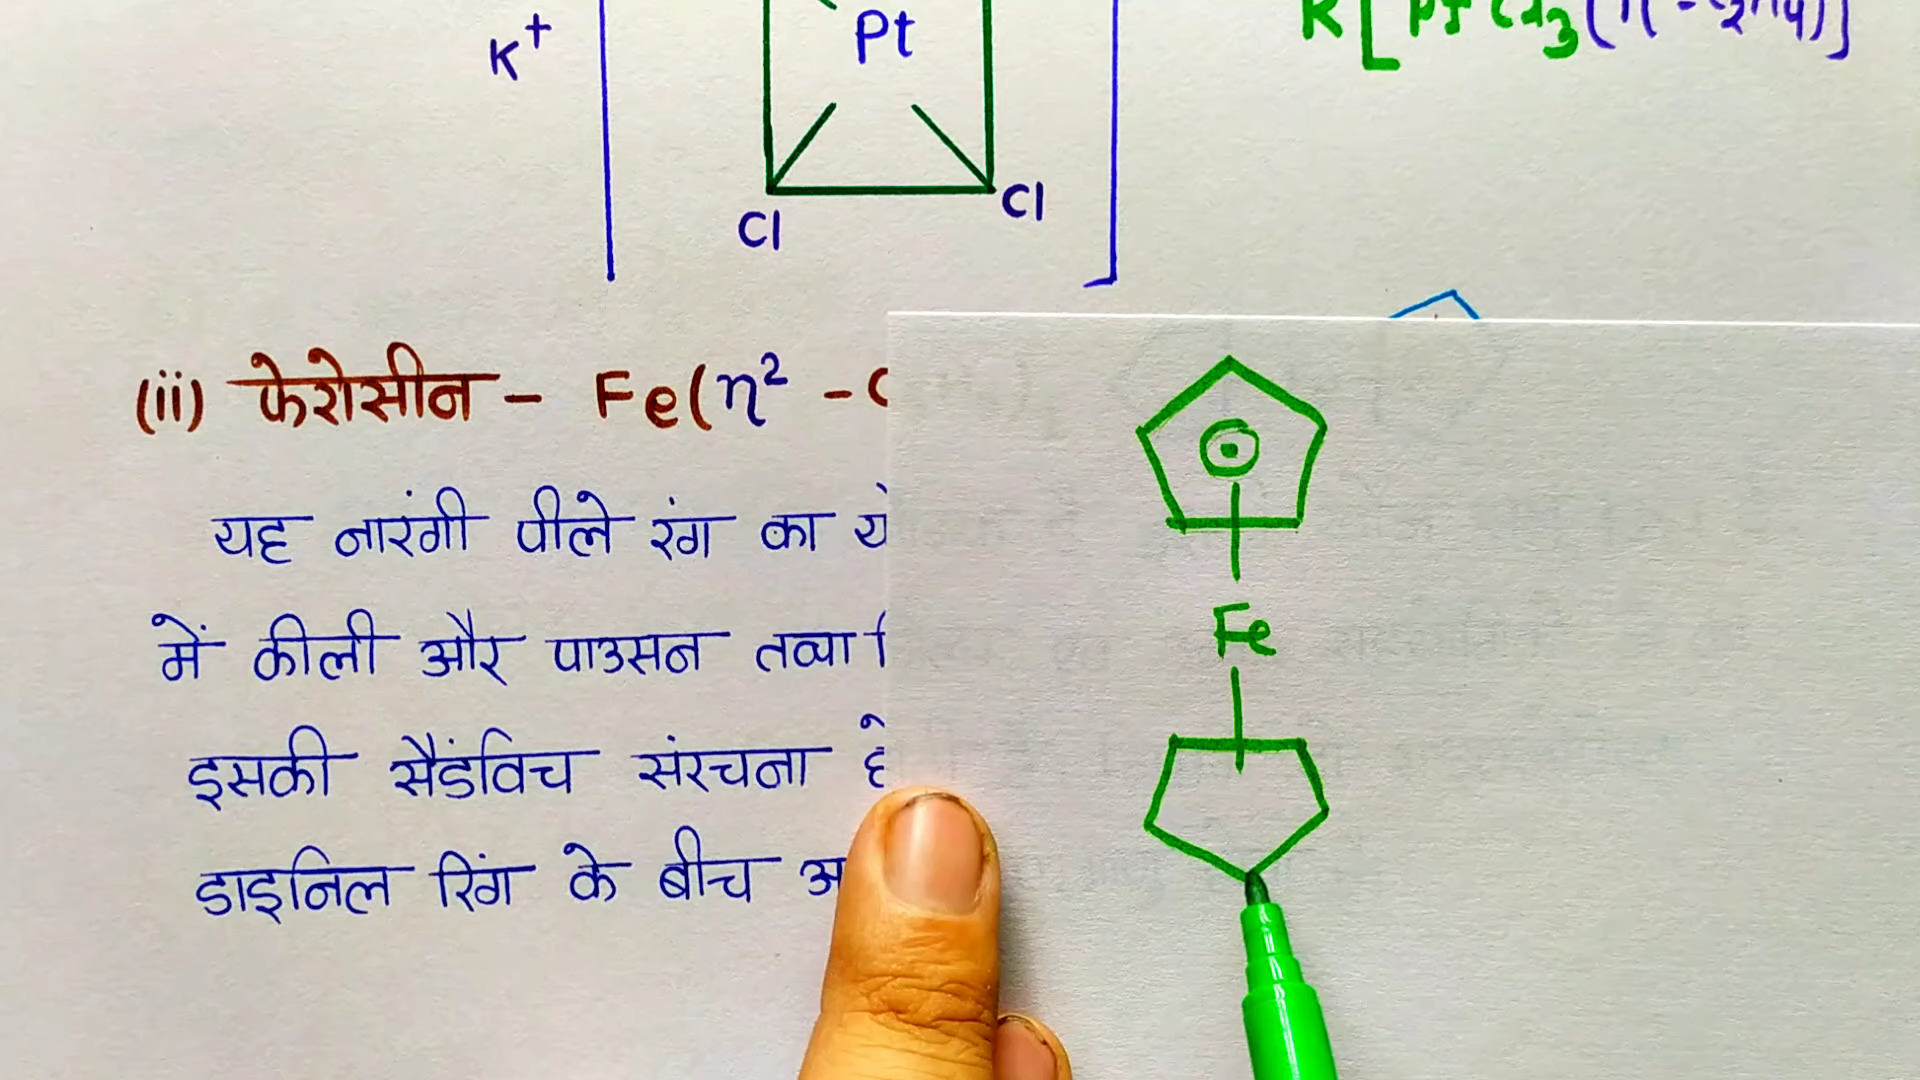 K⁺
Pt
Cl
Cl
(ii) फेरोसीन - Fe(η² -
यह नारंगी पीले रंग का
में कीली और पाउसन तथा
इसकी सैंडविच संरचना
डाइनिल रिंग के बीच
Fe